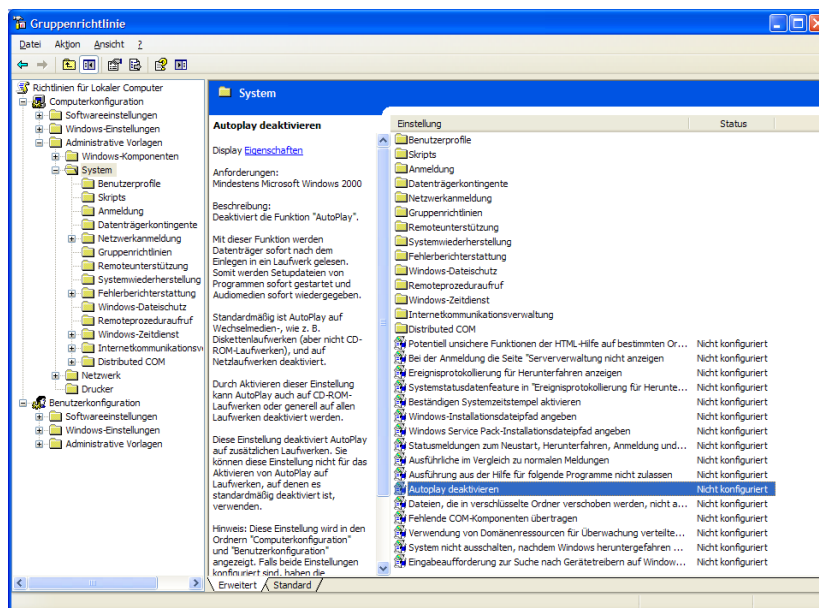 Gruppenrichtlinie
Datei Aktion Ansicht ?
Richtlinien für Lokaler Computer
Computerkonfiguration
Softwareeinstellungen
Windows-Einstellungen
Administrative Vorlagen
Windows-Komponenten
System
Benutzerprofile
Skripts
Anmeldung
Datenträgerkontingente
Netzwerkanmeldung
Gruppenrichtlinien
Remoteunterstützung
Systemwiederherstellung
Fehlerberichterstattung
Windows-Dateischutz
Remoteprozeduraufruf
Windows-Zeitdienst
Internetkommunikationsv
Distributed COM
Netzwerk
Drucker
Benutzerkonfiguration
Softwareeinstellungen
Windows-Einstellungen
Administrative Vorlagen
System
Autoplay deaktivieren
Display Eigenschaften
Anforderungen:
Mindestens Microsoft Windows 2000
Beschreibung:
Deaktiviert die Funktion "AutoPlay".
Mit dieser Funktion werden
Datenträger sofort nach dem
Einlegen in ein Laufwerk gelesen.
Somit werden Setupdateien von
Programmen sofort gestartet und
Audiomedien sofort wiedergegeben.
Standardmäßig ist AutoPlay auf
Wechselmedien-, wie z. B.
Diskettenlaufwerken (aber nicht CD-
ROM-Laufwerken), und auf
Netzlaufwerken deaktiviert.
Durch Aktivieren dieser Einstellung
kann AutoPlay auch auf CD-ROM-
Laufwerken oder generell auf allen
Laufwerken deaktiviert werden.
Diese Einstellung deaktiviert AutoPlay
auf zusätzlichen Laufwerken. Sie
können diese Einstellung nicht für das
Aktivieren von AutoPlay auf
Laufwerken, auf denen es
standardmäßig deaktiviert ist,
verwenden.
Hinweis: Diese Einstellung wird in den
Ordnern "Computerkonfiguration"
und "Benutzerkonfiguration"
angezeigt. Falls beide Einstellungen
konfiguriert sind, haben die
Einstellung Status
Benutzerprofile
Skripts
Anmeldung
Datenträgerkontingente
Netzwerkanmeldung
Gruppenrichtlinien
Remoteunterstützung
Systemwiederherstellung
Fehlerberichterstattung
Windows-Dateischutz
Remoteprozeduraufruf
Windows-Zeitdienst
Internetkommunikationsverwaltung
Distributed COM
Potentiell unsichere Funktionen der HTML-Hilfe auf bestimmten Or... Nicht konfiguriert
Bei der Anmeldung die Seite "Serververwaltung nicht anzeigen Nicht konfiguriert
Ereignisprotokollierung für Herunterfahren anzeigen Nicht konfiguriert
Systemstatusdatenfeature in "Ereignisprotokollierung für Herunte... Nicht konfiguriert
Beständigen Systemzeitstempel aktivieren Nicht konfiguriert
Windows-Installationsdateipfad angeben Nicht konfiguriert
Windows Service Pack-Installationsdateipfad angeben Nicht konfiguriert
Statusmeldungen zum Neustart, Herunterfahren, Anmeldung und... Nicht konfiguriert
Ausführliche im Vergleich zu normalen Meldungen Nicht konfiguriert
Ausführung aus der Hilfe für folgende Programme nicht zulassen Nicht konfiguriert
Autoplay deaktivieren Nicht konfiguriert
Dateien, die in verschlüsselte Ordner verschoben werden, nicht a... Nicht konfiguriert
Fehlende COM-Komponenten übertragen Nicht konfiguriert
Verwendung von Domänenressourcen für Überwachung verteilte... Nicht konfiguriert
System nicht ausschalten, nachdem Windows heruntergefahren ... Nicht konfiguriert
Eingabeaufforderung zur Suche nach Gerätetreibern auf Window... Nicht konfiguriert
Erweitert Standard